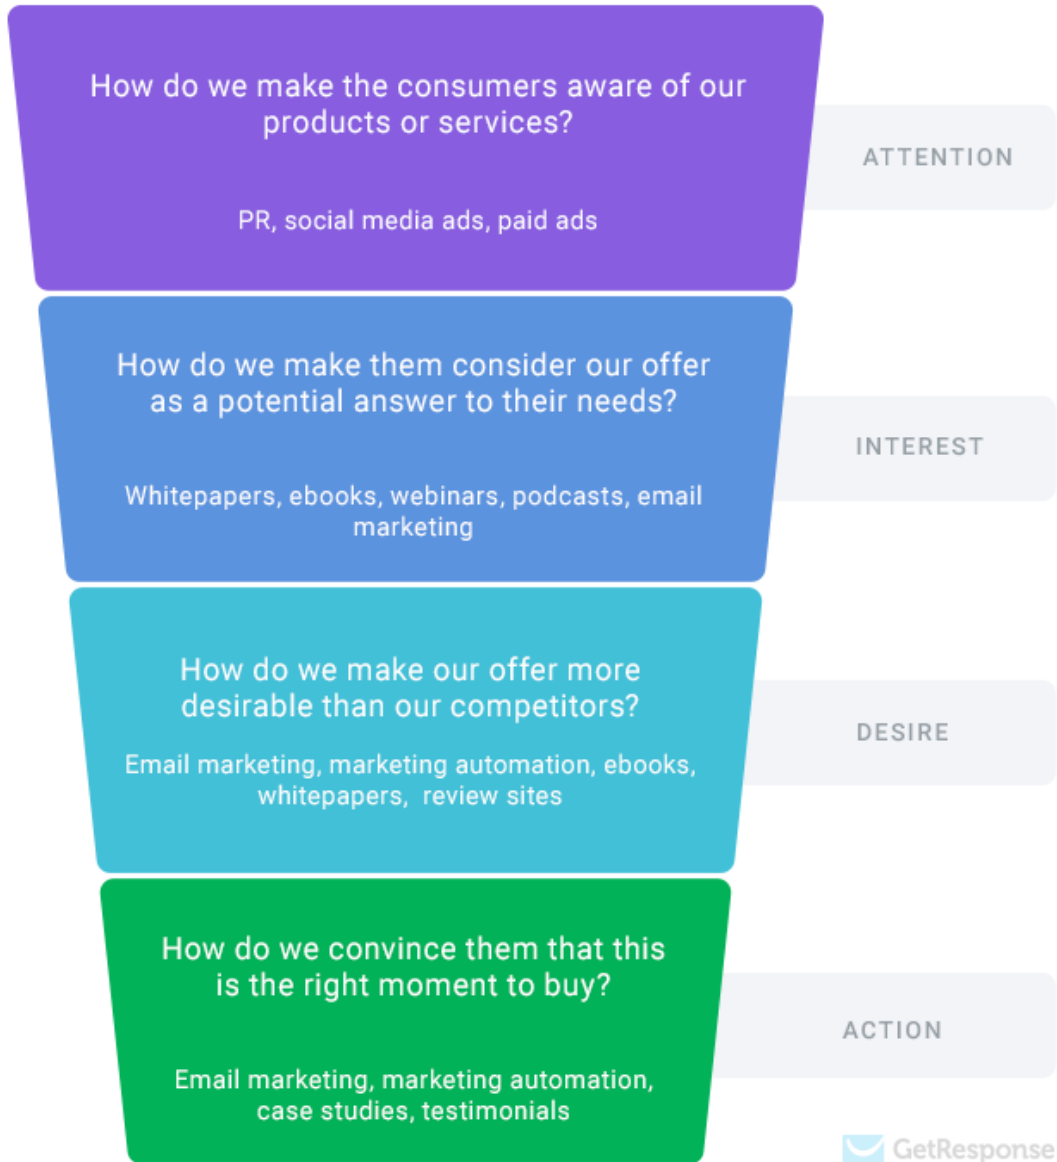 How do we make the consumers aware of our
products or services?
PR, social media ads, paid ads
ATTENTION
How do we make them consider our offer
as a potential answer to their needs?
Whitepapers, ebooks, webinars, podcasts, email
marketing
INTEREST
How do we make our offer more
desirable than our competitors?
Email marketing, marketing automation, ebooks,
whitepapers, review sites
DESIRE
How do we convince them that this
is the right moment to buy?
Email marketing, marketing automation,
case studies, testimonials
ACTION
GetResponse